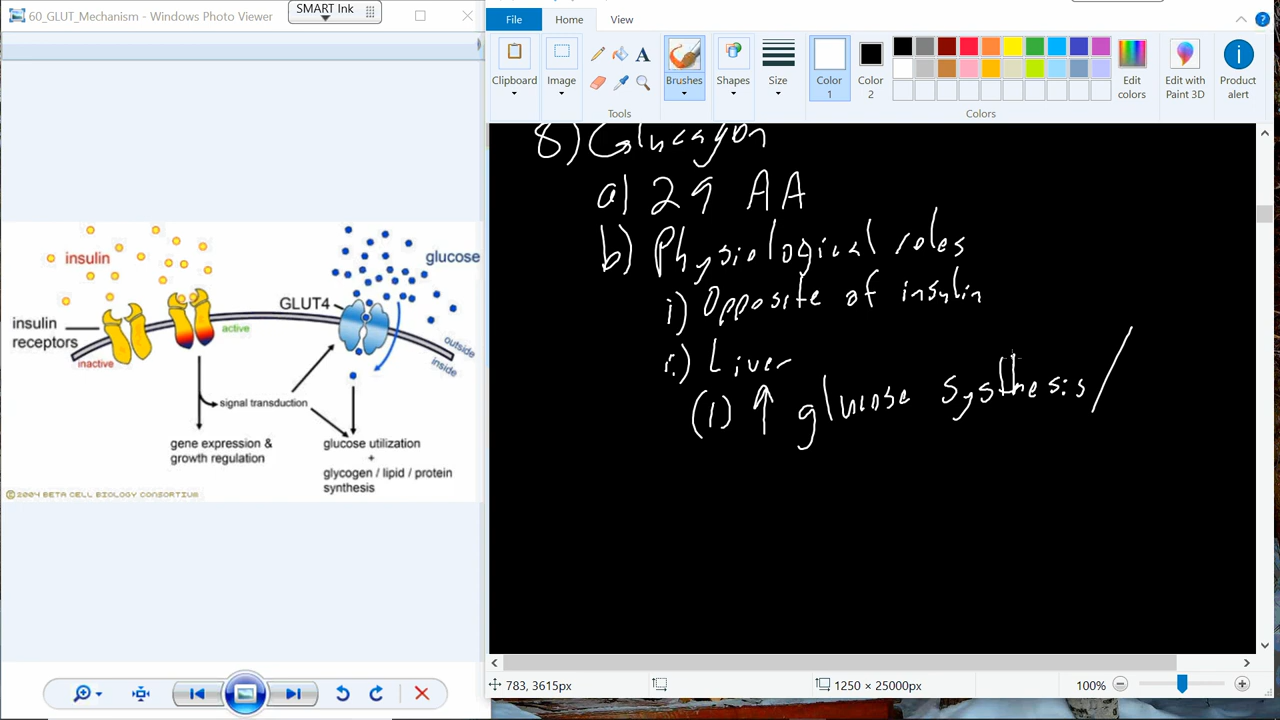 60_GLUT_Mechanism - Windows Photo Viewer
SMART Ink
insulin
glucose
GLUT4
insulin
receptors
active
inactive
outside
inside
signal transduction
gene expression &
growth regulation
glucose utilization
+
glycogen / lipid / protein
synthesis
©2004 BETA CELL BIOLOGY CONSORTIUM
File
Home
View
Clipboard
Image
Tools
Brushes
Shapes
Size
Color
1
Color
2
Edit
colors
Edit with
Paint 3D
Product
alert
Colors
8) Glucagon
a) 29 AA
b) Physiological roles
i) Opposite of insulin
ii) Liver
(1) ↑ glucose systhesis/
783, 3615px
1250 × 25000px
100%